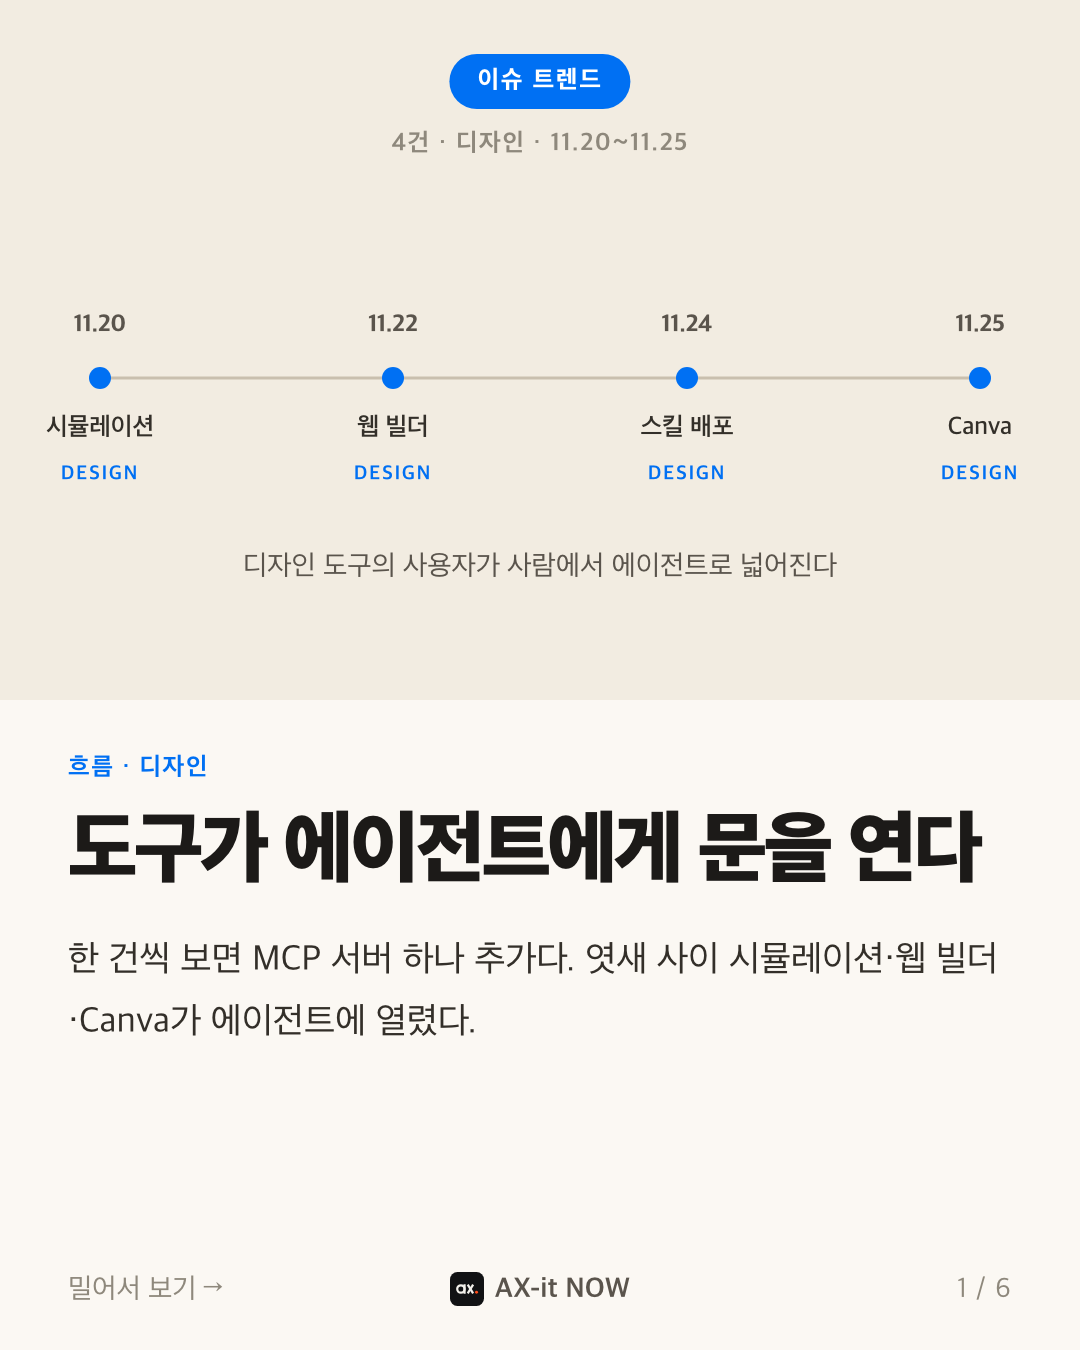 이슈 트렌드
4건 · 디자인 · 11.20~11.25
11.20 11.22 11.24 11.25
시뮬레이션 웹 빌더 스킬 배포 Canva
DESIGN DESIGN DESIGN DESIGN
디자인 도구의 사용자가 사람에서 에이전트로 넓어진다
흐름 · 디자인
도구가 에이전트에게 문을 연다
한 건씩 보면 MCP 서버 하나 추가다. 엿새 사이 시뮬레이션·웹 빌더
·Canva가 에이전트에 열렸다.
밀어서 보기 → ax. AX-it NOW 1 / 6